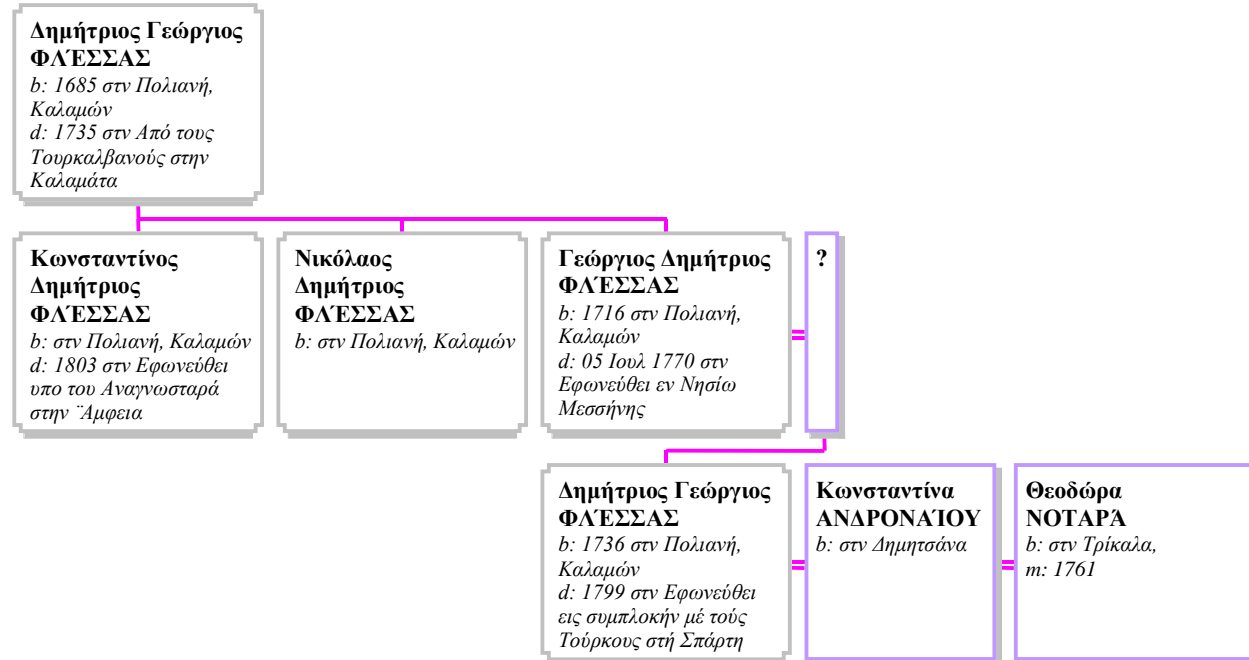 Δημήτριος Γεώργιος
ΦΛΈΣΣΑΣ
b: 1685 στν Πολιανή,
Καλαμών
d: 1735 στν Από τους
Τουρκαλβανούς στην
Καλαμάτα
Κωνσταντίνος
Δημήτριος
ΦΛΈΣΣΑΣ
b: στν Πολιανή, Καλαμών
d: 1803 στν Εφωνεύθει
υπο του Αναγνωσταρά
στην ¨Αμφεια
Νικόλαος
Δημήτριος
ΦΛΈΣΣΑΣ
b: στν Πολιανή, Καλαμών
Γεώργιος Δημήτριος
ΦΛΈΣΣΑΣ
b: 1716 στν Πολιανή,
Καλαμών
d: 05 Ιουλ 1770 στν
Εφωνεύθει εν Νησίω
Μεσσήνης
?
Δημήτριος Γεώργιος
ΦΛΈΣΣΑΣ
b: 1736 στν Πολιανή,
Καλαμών
d: 1799 στν Εφωνεύθει
εις συμπλοκήν μέ τούς
Τούρκους στή Σπάρτη
Κωνσταντίνα
ΑΝΔΡΟΝΑΊΟΥ
b: στν Δημητσάνα
Θεοδώρα
ΝΟΤΑΡΆ
b: στν Τρίκαλα,
m: 1761